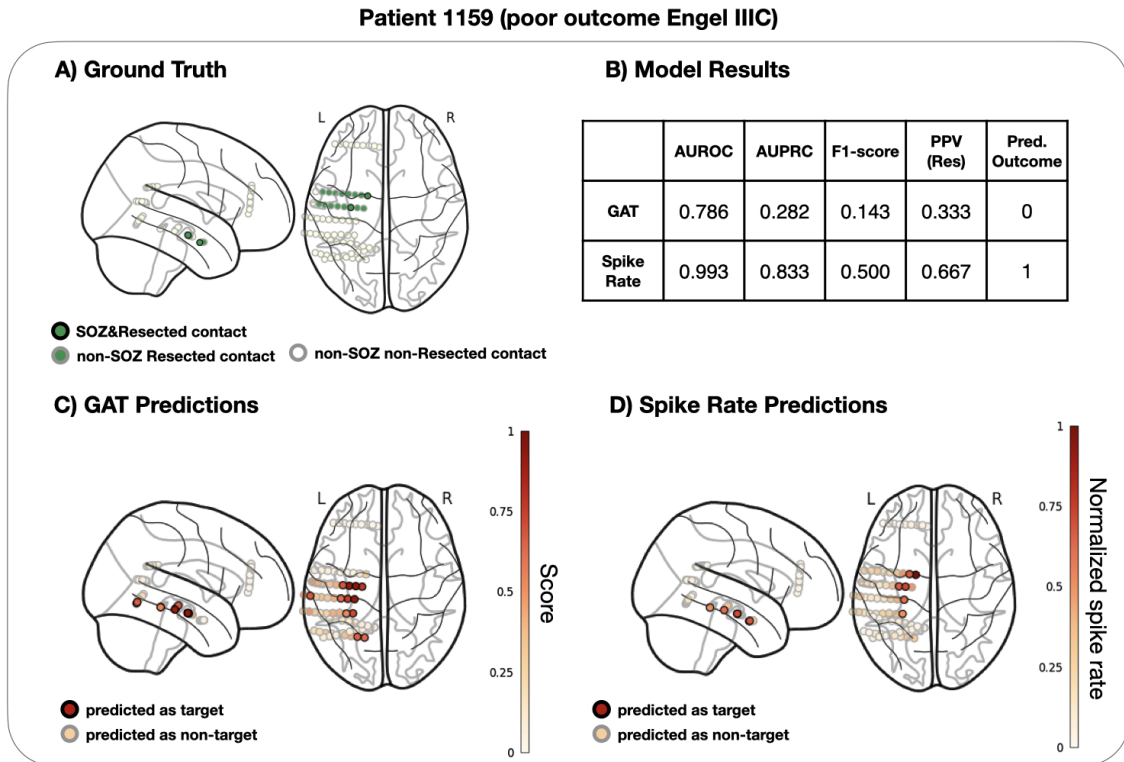 Patient 1159 (poor outcome Engel IIIC)
A) Ground Truth
L
R
SOZ&Resected contact
non-SOZ Resected contact
non-SOZ non-Resected contact
B) Model Results
AUROC AUPRC F1-score PPV (Res) Pred. Outcome
GAT 0.786 0.282 0.143 0.333 0
Spike Rate 0.993 0.833 0.500 0.667 1
C) GAT Predictions
L
R
1
0.75
0.5
0.25
0
Score
predicted as target
predicted as non-target
D) Spike Rate Predictions
L
R
1
0.75
0.5
0.25
0
Normalized spike rate
predicted as target
predicted as non-target